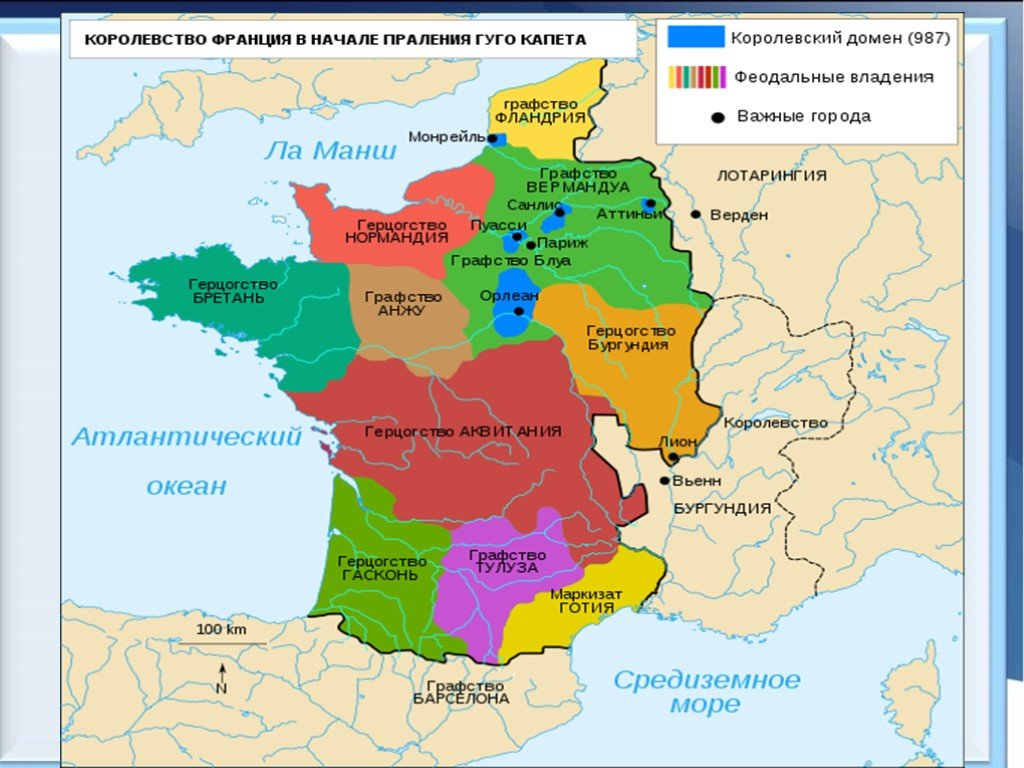 КОРОЛЕВСТВО ФРАНЦИЯ В НАЧАЛЕ ПРАЛЕНИЯ ГУГО КАПЕТА
Королевский домен (987)
Феодальные владения
Важные города
графство
ФЛАНДРИЯ
Монрейль
Ла Манш
Графство
ВЕРМАНДУА
ЛОТАРИНГИЯ
Санлис
Аттиньи
Верден
Пуасси
Герцогство
НОРМАНДИЯ
Париж
Графство Блуа
Герцогство
БРЕТАНЬ
Графство
АНЖУ
Орлеан
Герцогство
Бургундия
Королевство
Герцогство АКВИТАНИЯ
Атлантический
океан
Лион
Вьенн
БУРГУНДИЯ
Герцогство
ГАСКОНЬ
Графство
ТУЛУЗА
Маркизат
ГОТИЯ
100 km
N
Графство
БАРСЕЛОНА
Средиземное
море